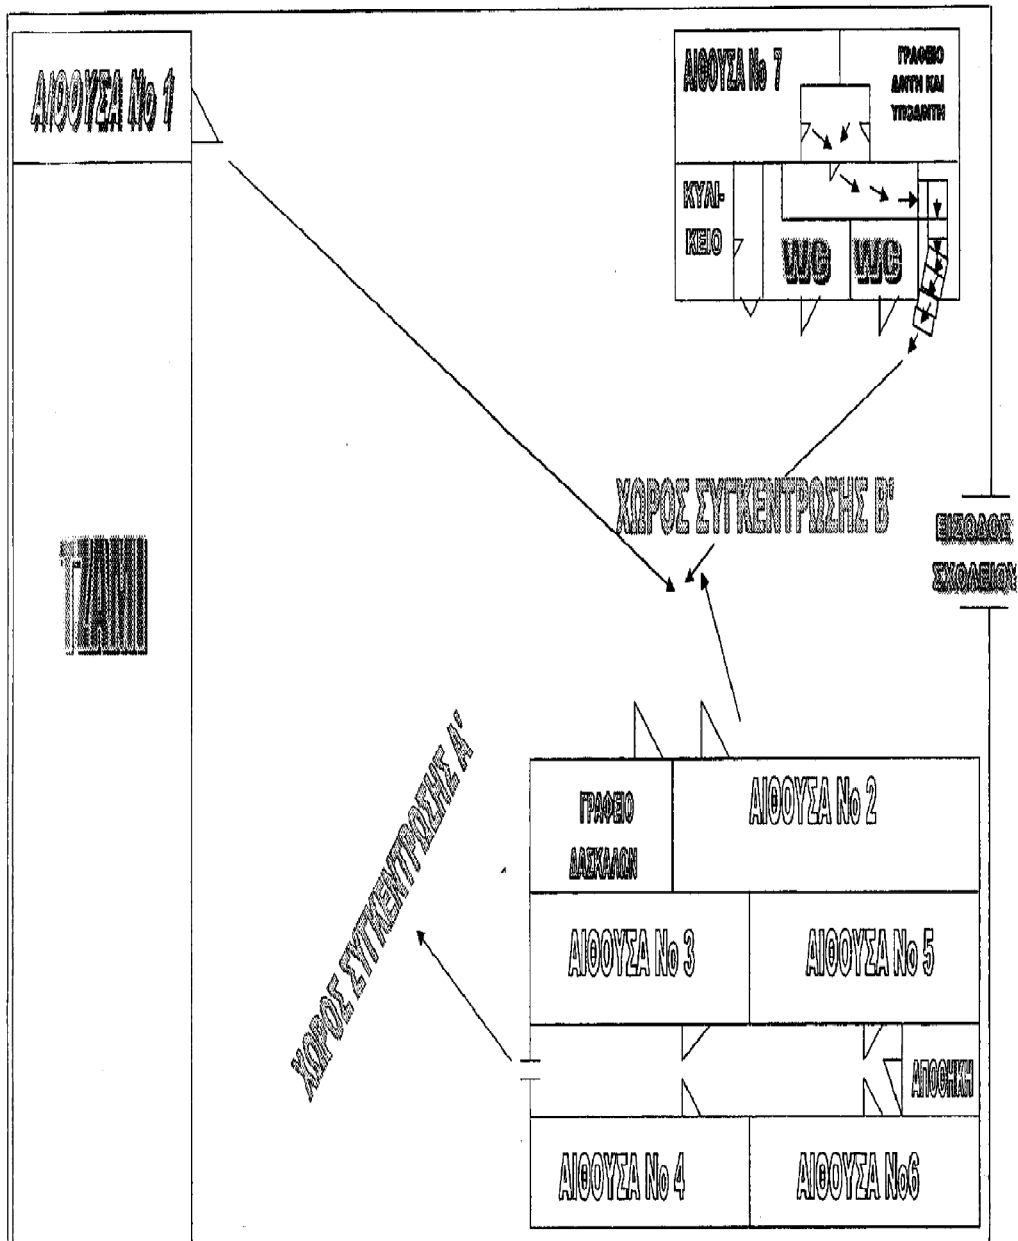 ΑΙΘΟΥΣΑ Νο 1
ΑΙΘΟΥΣΑ Νο 7
ΓΡΑΦΕΙΟ
ΔΝΤΗ ΚΑΙ
ΥΠΟΔΝΤΗ
ΚΥΛΙ-
ΚΕΙΟ
WC
WC
ΧΩΡΟΣ ΣΥΓΚΕΝΤΡΩΣΗΣ Β'
ΕΙΣΟΔΟΣ
ΣΧΟΛΕΙΟΥ
ΤΖΑΜΙ
ΧΩΡΟΣ ΣΥΓΚΕΝΤΡΩΣΗΣ Α'
ΓΡΑΦΕΙΟ
ΔΑΣΚΑΛΩΝ
ΑΙΘΟΥΣΑ Νο 2
ΑΙΘΟΥΣΑ Νο 3
ΑΙΘΟΥΣΑ Νο 5
ΑΠΟΘΗΚΗ
ΑΙΘΟΥΣΑ Νο 4
ΑΙΘΟΥΣΑ Νο6